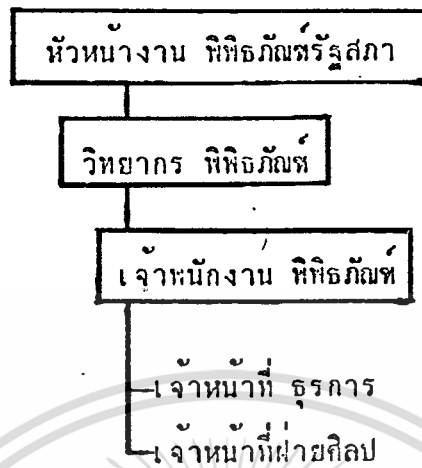 หัวหน้างาน พิพิธภัณฑ์รัฐสภา
วิทยากร พิพิธภัณฑ์
เจ้าพนักงาน พิพิธภัณฑ์
เจ้าหน้าที่ ธุรการ
เจ้าหน้าที่ฝ่ายศิลป